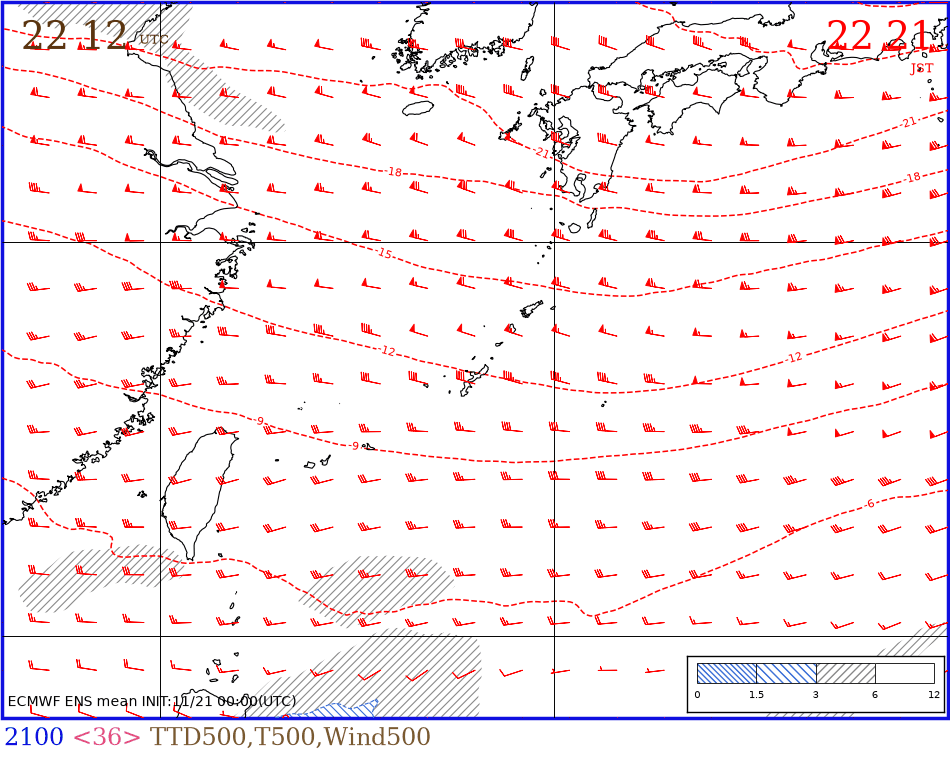 22 12 UTC
22 21 JST
-21
-21
-18
-18
-15
-12
-12
-9
-9
-6
0 1.5 3 6 12
ECMWF ENS mean INIT:11/21 00:00(UTC)
2100 <36> TTD500,T500,Wind500